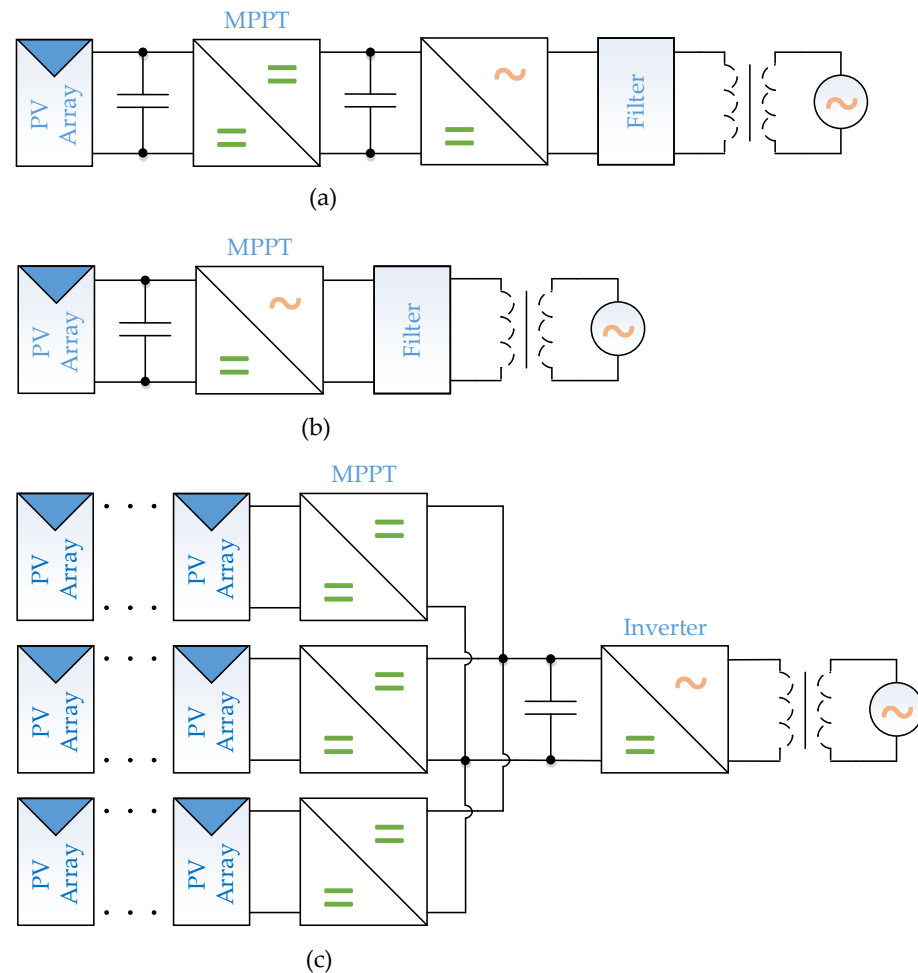 MPPT
PV
Array
Filter
(a)
MPPT
PV
Array
Filter
(b)
MPPT
PV
Array
PV
Array
Inverter
PV
Array
PV
Array
PV
Array
PV
Array
(c)